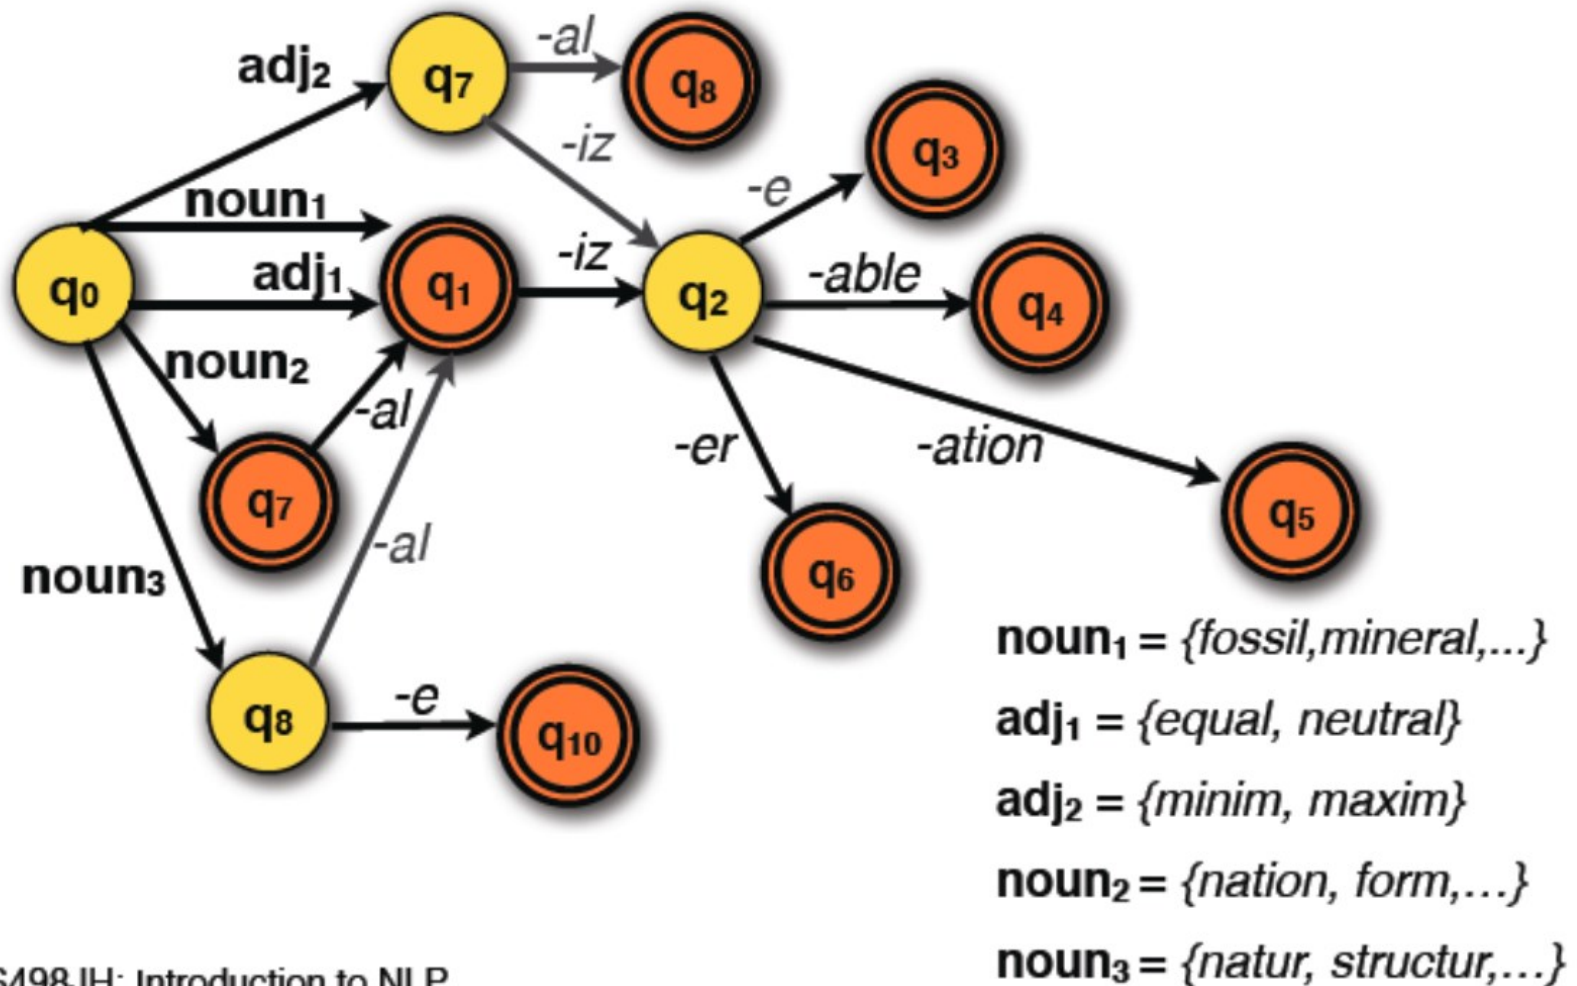 -al
adj2
q7
q8
-iz
q3
-e
noun1
-iz
-able
adj1
q0
q1
q2
q4
noun2
-al
-er
-ation
q7
q5
-al
q6
noun3
noun1 = {fossil,mineral,...}
-e
q8
q10
adj1 = {equal, neutral}
adj2 = {minim, maxim}
noun2 = {nation, form,...}
noun3 = {natur, structur,...}
S498JH: Introduction to NLP